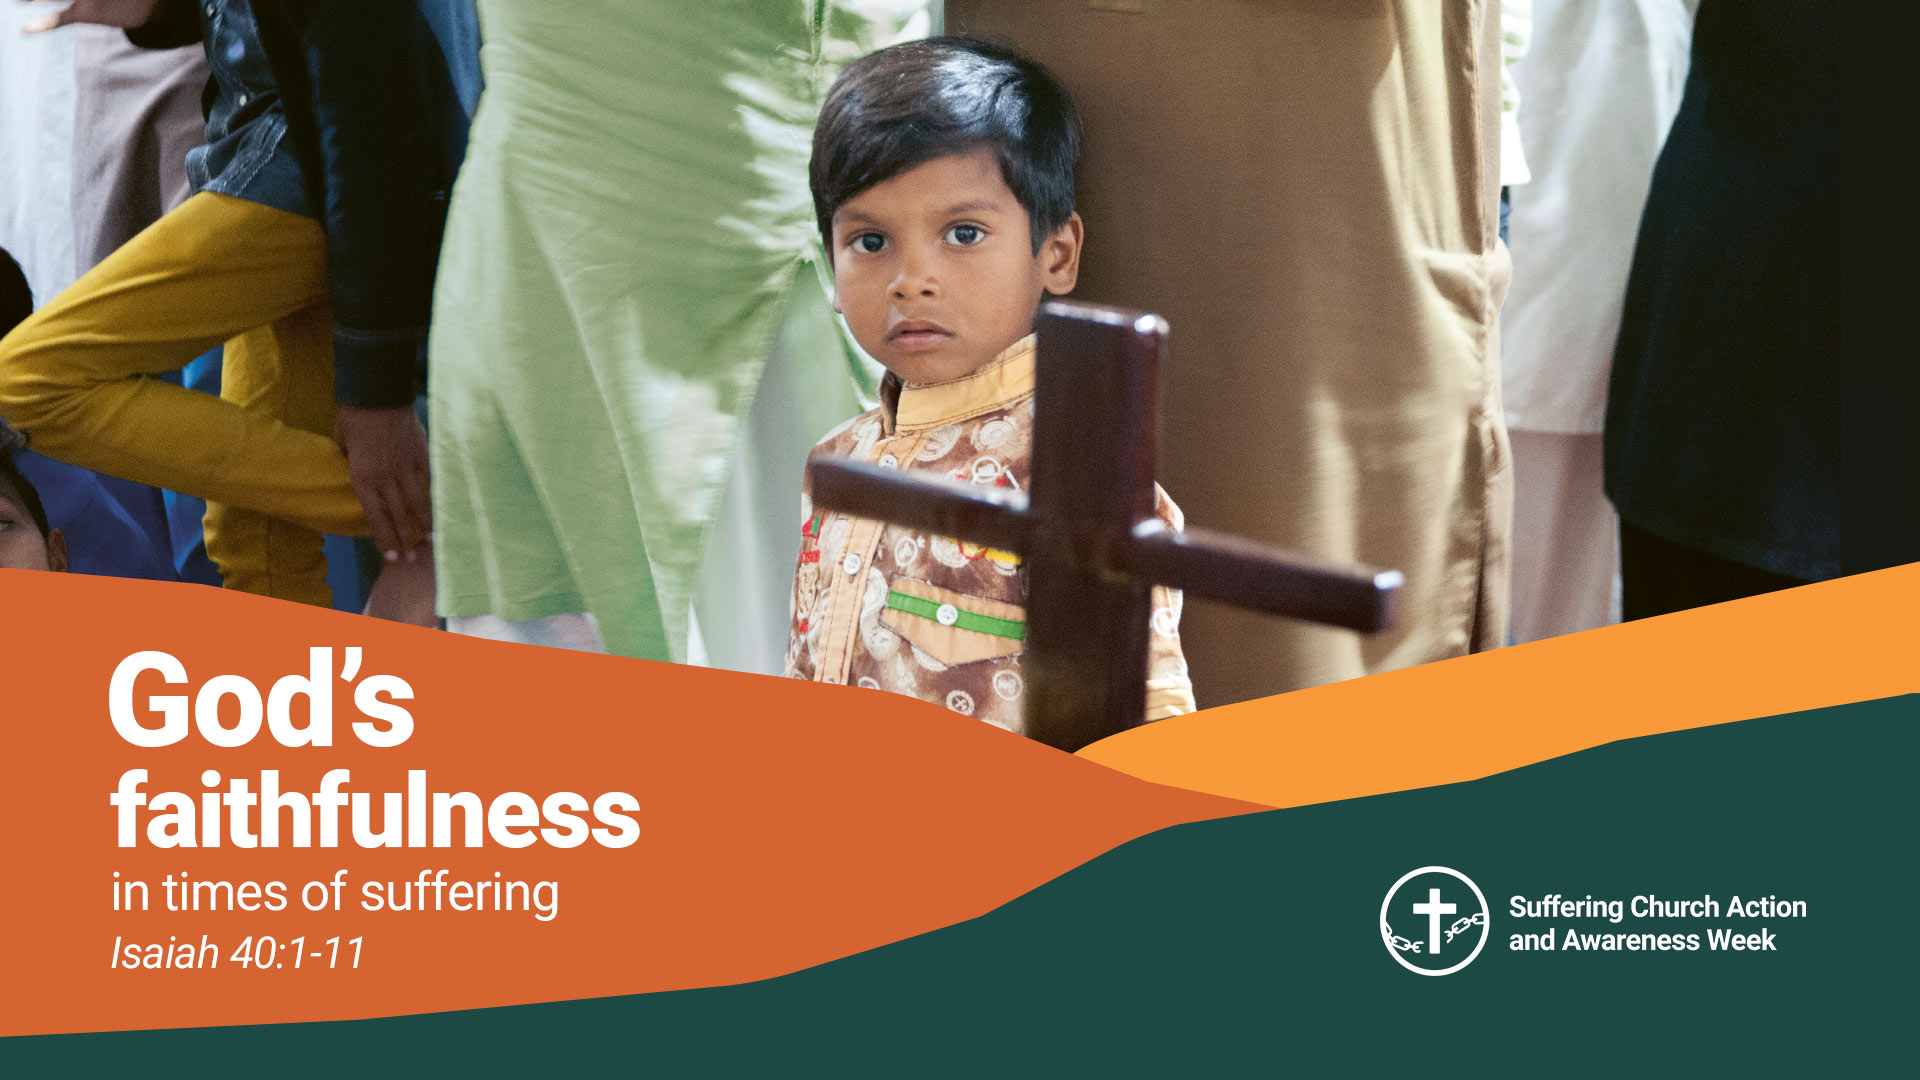 God’s
faithfulness
in times of suffering
Isaiah 40:1-11
Suffering Church Action
and Awareness Week